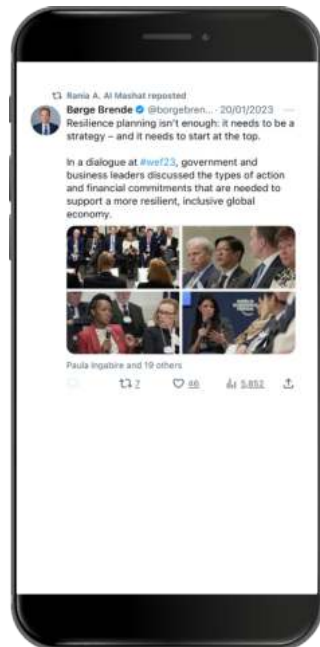 Rania A. Al Mashat reposted
Børge Brende @borgebren... · 20/01/2023 ...
Resilience planning isn't enough: it needs to be a
strategy – and it needs to start at the top.
In a dialogue at #wef23, government and
business leaders discussed the types of action
and financial commitments that are needed to
support a more resilient, inclusive global
economy.
WORLD
ECONOMIC
FORUM
Paula Ingabire and 19 others
7 46 5,852